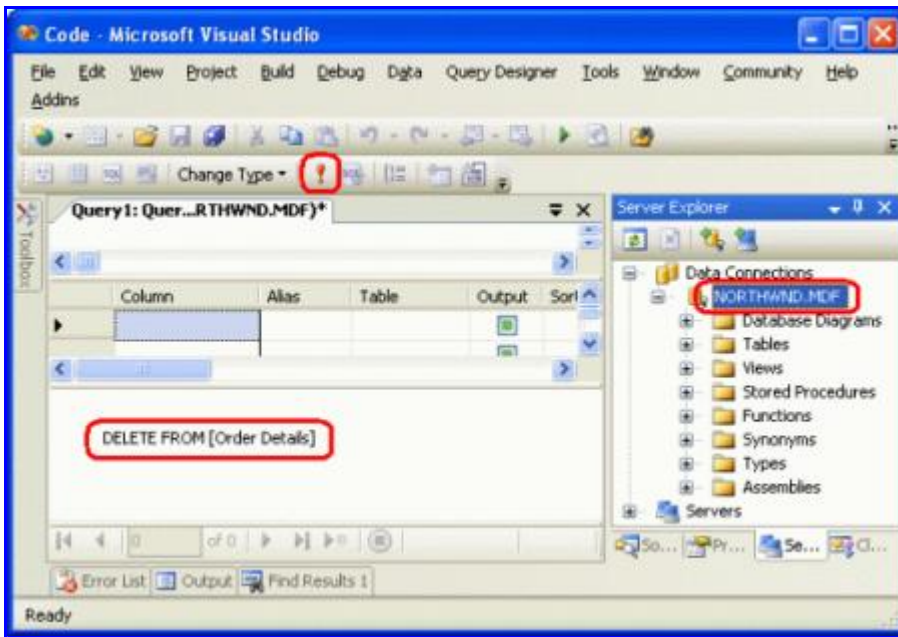 Code - Microsoft Visual Studio
File Edit View Project Build Debug Data Query Designer Tools Window Community Help
Addins
Change Type
Toolbox
Query1: Quer...RTHWND.MDF)*
Column Alias Table Output Sort
DELETE FROM [Order Details]
0 of 0
Server Explorer
Data Connections
NORTHWND.MDF
Database Diagrams
Tables
Views
Stored Procedures
Functions
Synonyms
Types
Assemblies
Servers
So... Pr... Se... Cl...
Error List Output Find Results 1
Ready